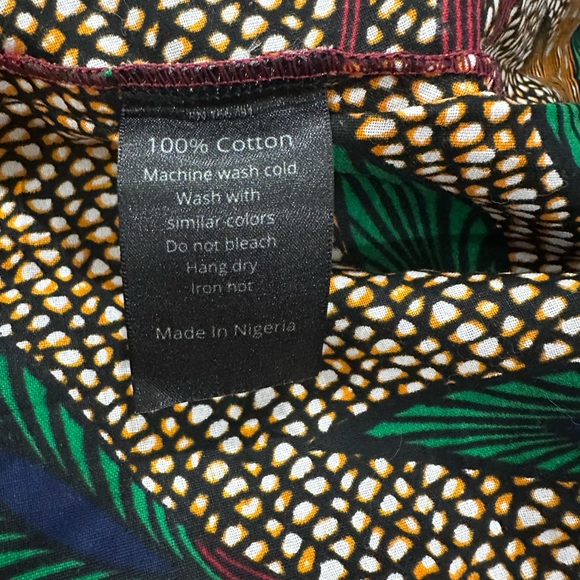 100% Cotton
Machine wash cold
Wash with
similar colors
Do not bleach
Hang dry
Iron hot
Made In Nigeria